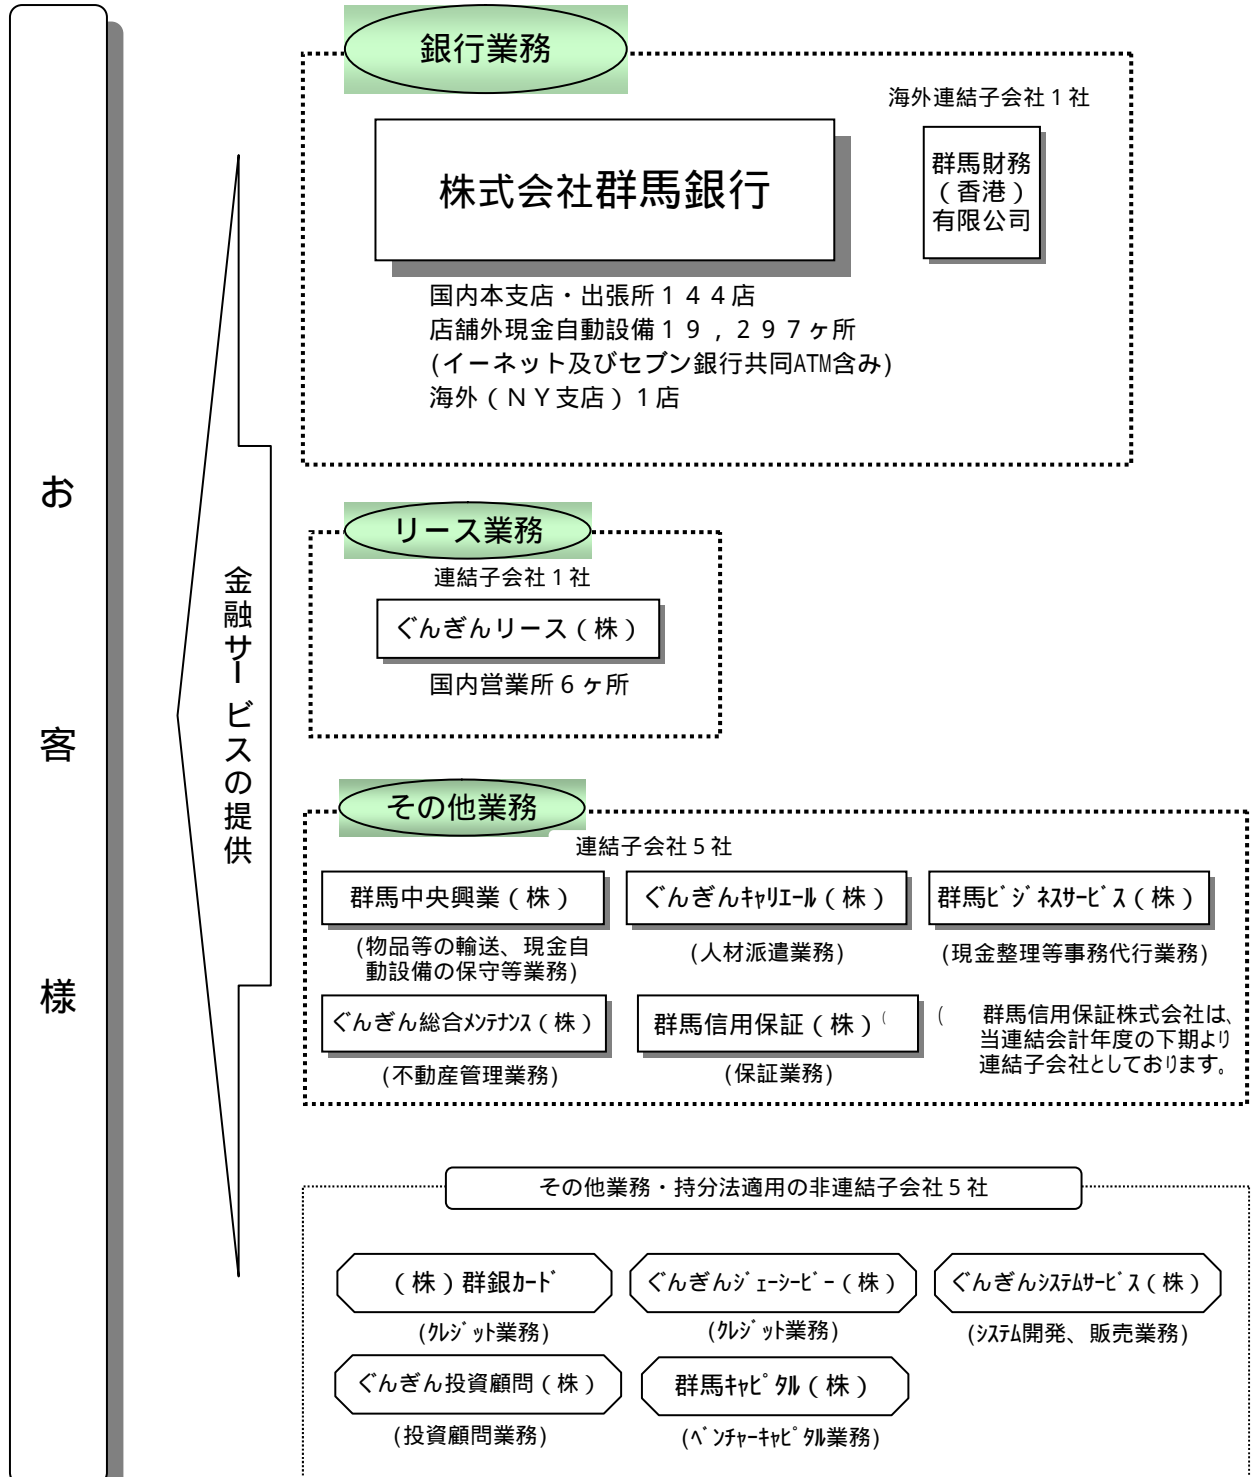 お客様
金融サービスの提供
銀行業務
海外連結子会社１社
株式会社群馬銀行
群馬財務
（香港）
有限公司
国内本支店・出張所１４４店
店舗外現金自動設備１９，２９７ヶ所
(イーネット及びセブン銀行共同ATM含み)
海外（ＮＹ支店）１店
リース業務
連結子会社１社
ぐんぎんリース（株）
国内営業所６ヶ所
その他業務
連結子会社５社
群馬中央興業（株）
ぐんぎんｷｬﾘｴｰﾙ（株）
群馬ﾋﾞｼﾞﾈｽｻｰﾋﾞｽ（株）
(物品等の輸送、現金自
動設備の保守等業務)
(人材派遣業務)
(現金整理等事務代行業務)
ぐんぎん総合ﾒﾝﾃﾅﾝｽ（株）
群馬信用保証（株）（
（　群馬信用保証株式会社は、
当連結会計年度の下期より
連結子会社としております。
(不動産管理業務)
(保証業務)
その他業務・持分法適用の非連結子会社５社
（株）群銀ｶｰﾄﾞ
ぐんぎんｼﾞｪｰｼｰﾋﾞｰ（株）
ぐんぎんｼｽﾃﾑｻｰﾋﾞｽ（株）
(ｸﾚｼﾞｯﾄ業務)
(ｸﾚｼﾞｯﾄ業務)
(ｼｽﾃﾑ開発、販売業務)
ぐんぎん投資顧問（株）
群馬ｷｬﾋﾟﾀﾙ（株）
(投資顧問業務)
(ﾍﾞﾝﾁｬｰｷｬﾋﾟﾀﾙ業務)